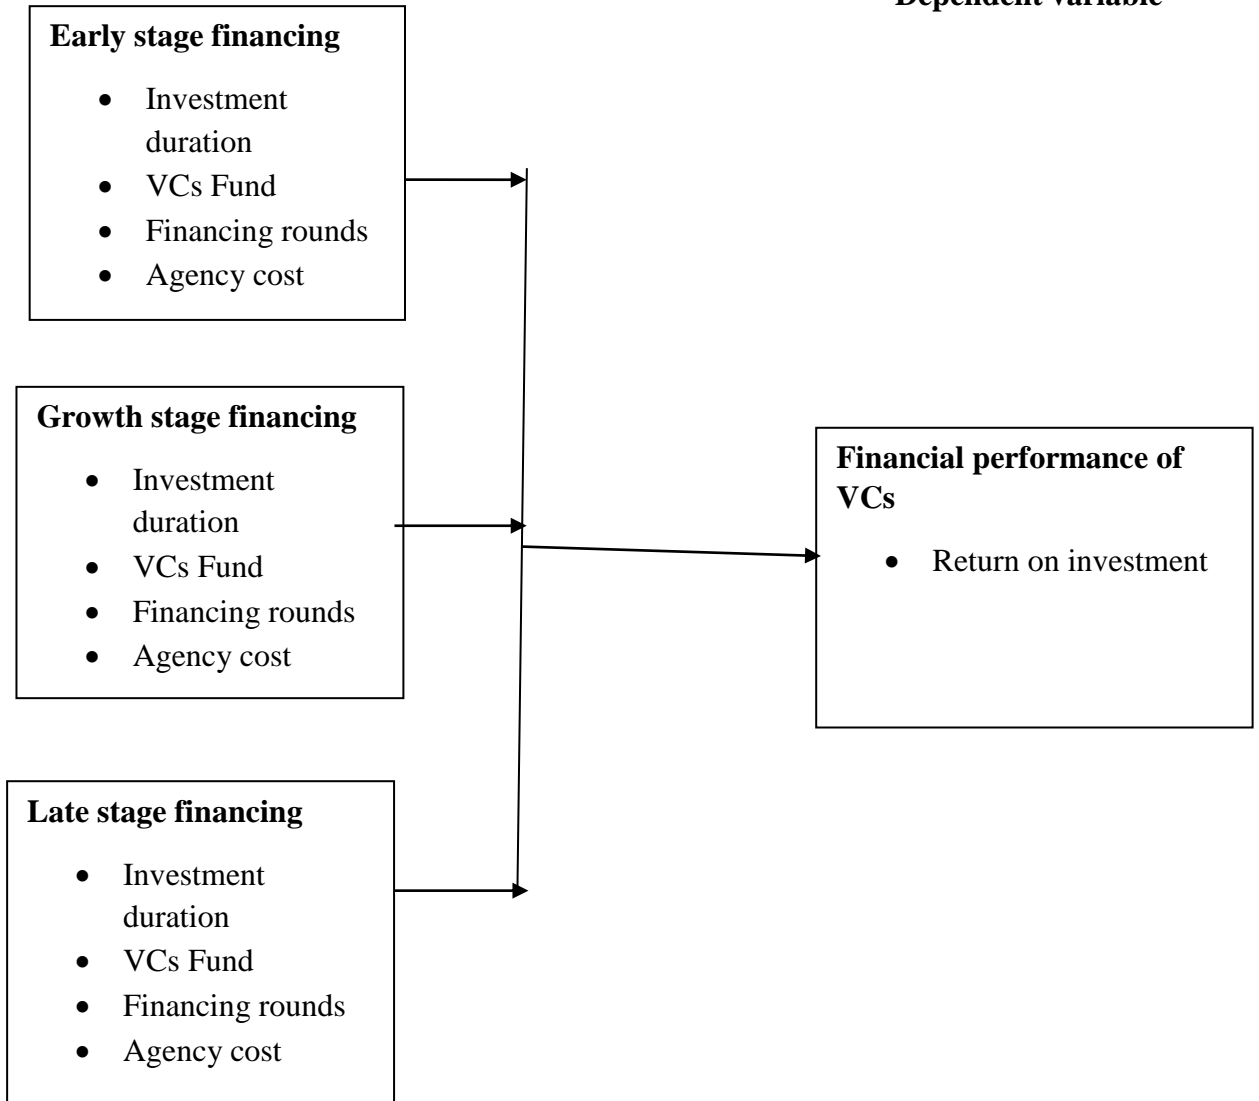 Dependent variable
Early stage financing
• Investment
duration
• VCs Fund
• Financing rounds
• Agency cost
Growth stage financing
• Investment
duration
• VCs Fund
• Financing rounds
• Agency cost
Financial performance of
VCs
• Return on investment
Late stage financing
• Investment
duration
• VCs Fund
• Financing rounds
• Agency cost